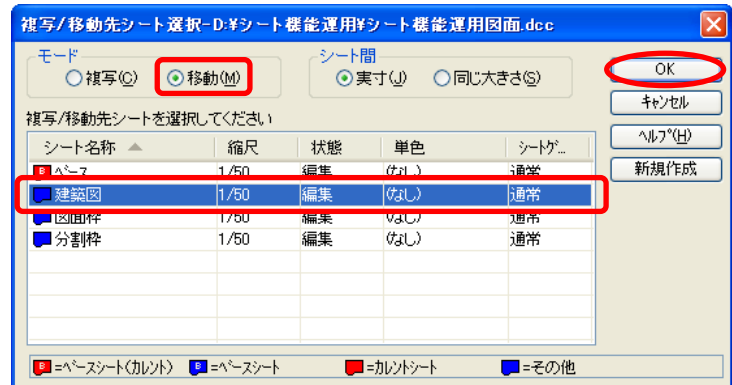 複写/移動先シート選択-D:¥シート機能運用¥シート機能運用図面.dcc
モード
複写(C) 移動(M)
シート間
実寸(J) 同じ大きさ(S)
OK
キャンセル
ヘルプ(H)
新規作成
複写/移動先シートを選択してください
シート名称 縮尺 状態 単色 シートゲ...
B ベース 1/50 編集 (なし) 通常
建築図 1/50 編集 (なし) 通常
図面枠 1/50 編集 (なし) 通常
分割枠 1/50 編集 (なし) 通常
B =ベースシート(カレント) B =ベースシート =カレントシート =その他